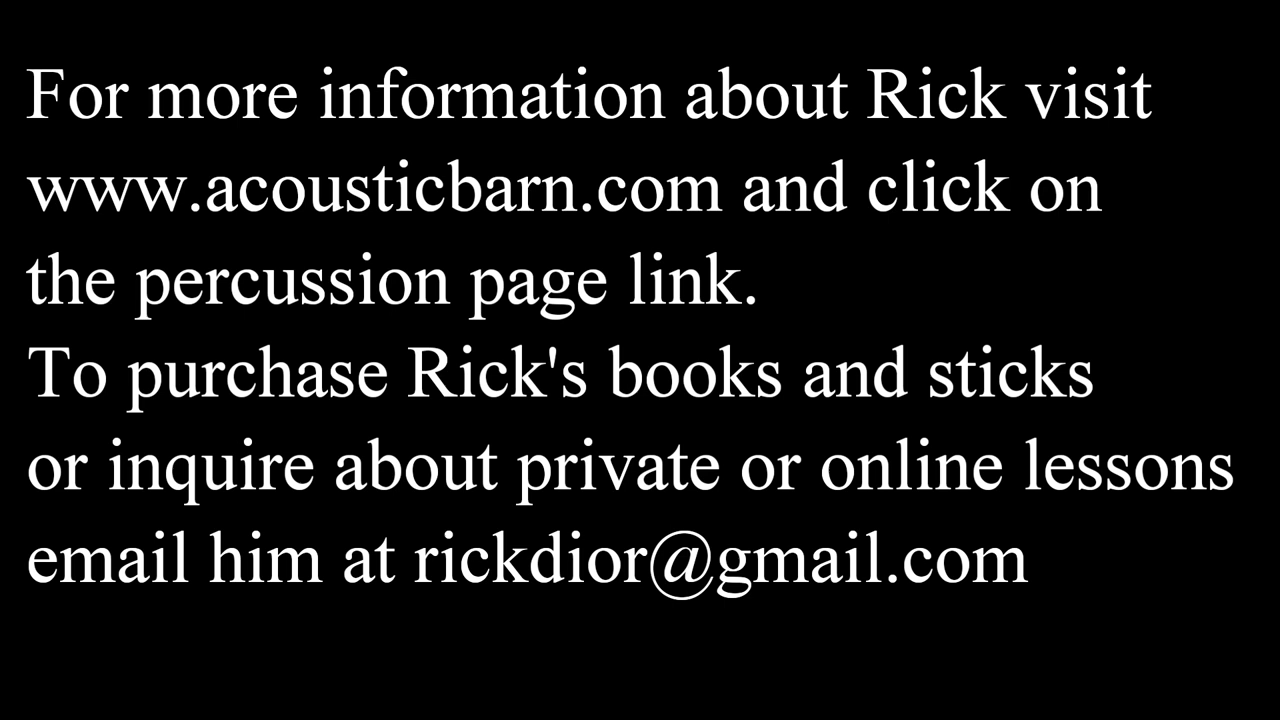 For more information about Rick visit
www.acousticbarn.com and click on
the percussion page link.
To purchase Rick's books and sticks
or inquire about private or online lessons
email him at rickdior@gmail.com